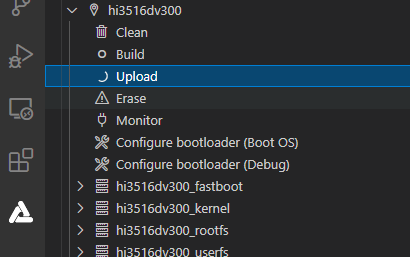 hi3516dv300
Clean
Build
Upload
Erase
Monitor
Configure bootloader (Boot OS)
Configure bootloader (Debug)
hi3516dv300_fastboot
hi3516dv300_kernel
hi3516dv300_rootfs
hi3516dv300_userfs